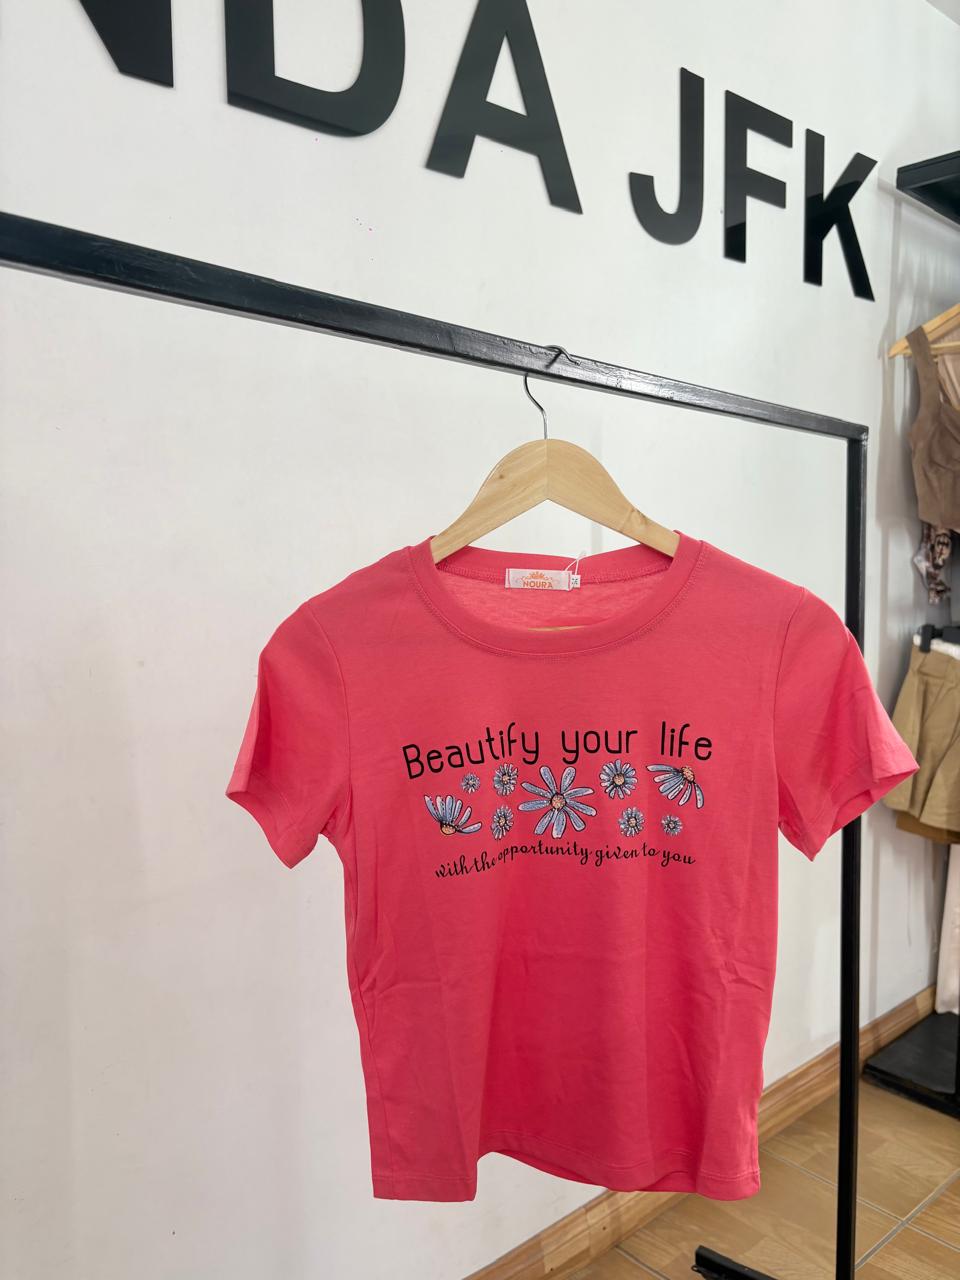 NDA JFK
NOURA
Beautify your life
with the opportunity given to you